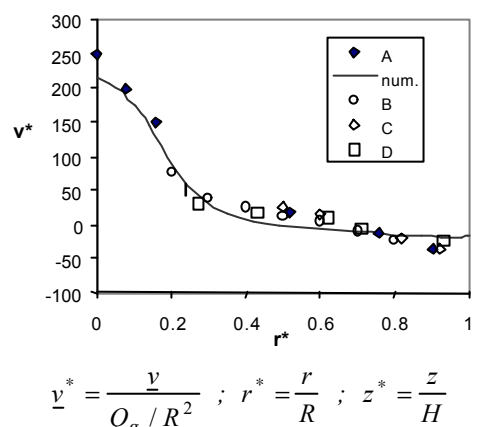 300
250
200
150
100
50
0
-50
-100
v*
A
num.
B
C
D
0 0.2 0.4 0.6 0.8 1
r*
v* = v / (Q_g / R²) ; r* = r / R ; z* = z / H